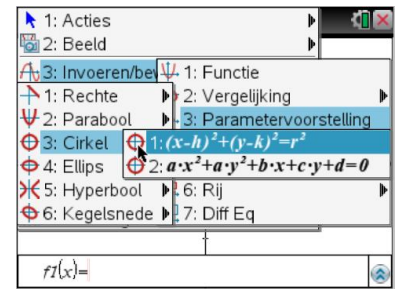 1: Acties
2: Beeld
3: Invoeren/bew
1: Functie
1: Rechte
2: Vergelijking
2: Parabool
3: Parametervoorstelling
3: Cirkel
1: (x-h)²+(y-k)²=r²
4: Ellips
2: a·x²+a·y²+b·x+c·y+d=0
5: Hyperbool
6: Rij
6: Kegelsnede
7: Diff Eq
f1(x)=